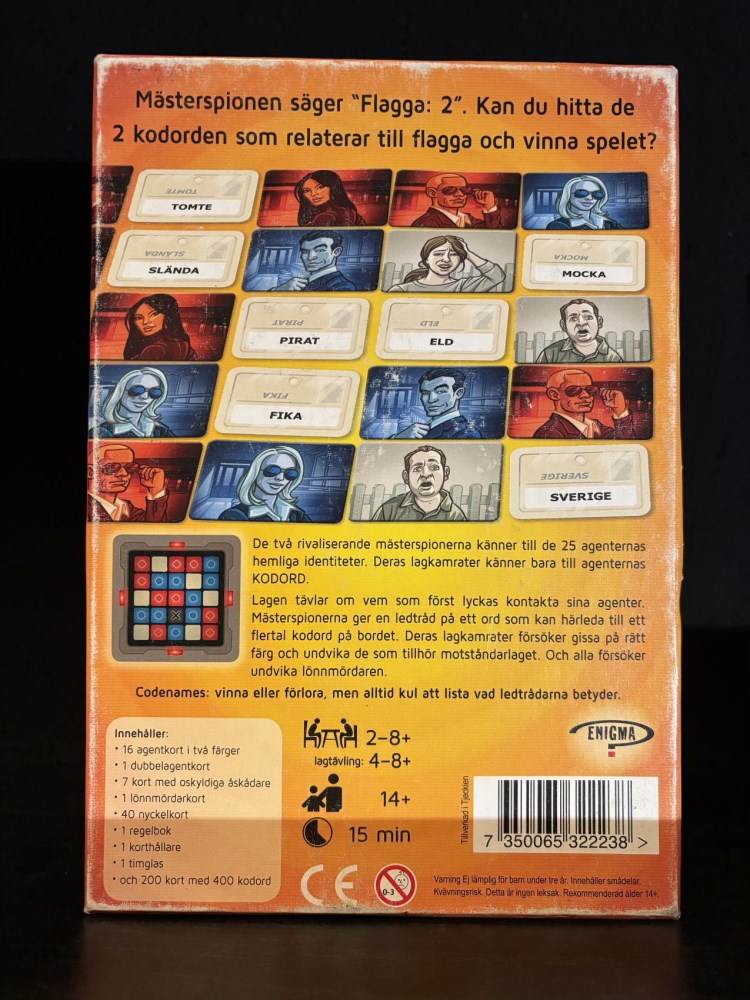 Mästerspionen säger "Flagga: 2". Kan du hitta de
2 kodorden som relaterar till flagga och vinna spelet?
TOMTE
TOMTE
SLÄNDA
SLÄNDA
MOCKA
MOCKA
PIRAT
PIRAT
ELD
ELD
FIKA
FIKA
SVERIGE
SVERIGE
De två rivaliserande mästerspionerna känner till de 25 agenternas
hemliga identiteter. Deras lagkamrater känner bara till agenternas
KODORD.
Lagen tävlar om vem som först lyckas kontakta sina agenter.
Mästerspionerna ger en ledtråd på ett ord som kan härleda till ett
flertal kodord på bordet. Deras lagkamrater försöker gissa på rätt
färg och undvika de som tillhör motståndarlaget. Och alla försöker
undvika lönnmördaren.
Codenames: vinna eller förlora, men alltid kul att lista vad ledtrådarna betyder.
Innehåller:
• 16 agentkort i två färger
• 1 dubbelagentkort
• 7 kort med oskyldiga åskådare
• 1 lönnmördarkort
• 40 nyckelkort
• 1 regelbok
• 1 korthållare
• 1 timglas
• och 200 kort med 400 kodord
2–8+
lagtävling: 4–8+
14+
15 min
ENIGMA
Tillverkad i Tjeckien
7 350065 322238 >
CE
0-3
Varning Ej lämplig för barn under tre år. Innehåller smådelar.
Kvävningsrisk. Detta är ingen leksak. Rekommenderad ålder 14+.